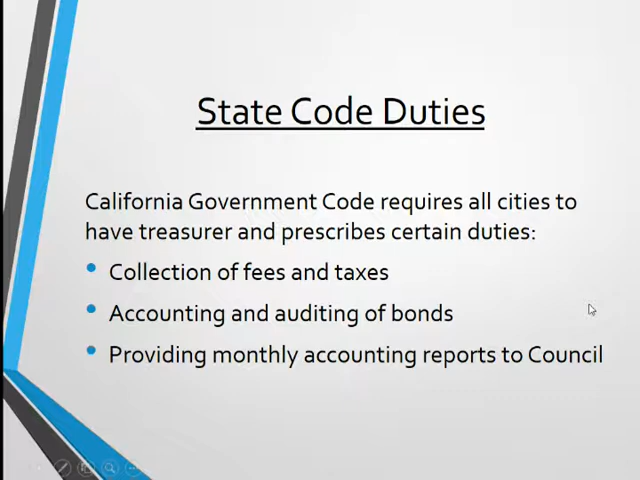 State Code Duties
California Government Code requires all cities to
have treasurer and prescribes certain duties:
• Collection of fees and taxes
• Accounting and auditing of bonds
• Providing monthly accounting reports to Council